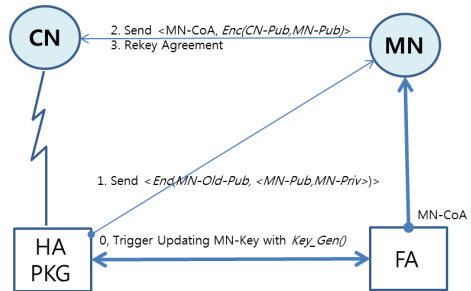 CN
2. Send <MN-CoA, Enc(CN-Pub,MN-Pub)>
3. Rekey Agreement
MN
1. Send <Enc(MN-Old-Pub, <MN-Pub,MN-Priv>)>
MN-CoA
0, Trigger Updating MN-Key with Key_Gen()
HA
PKG
FA